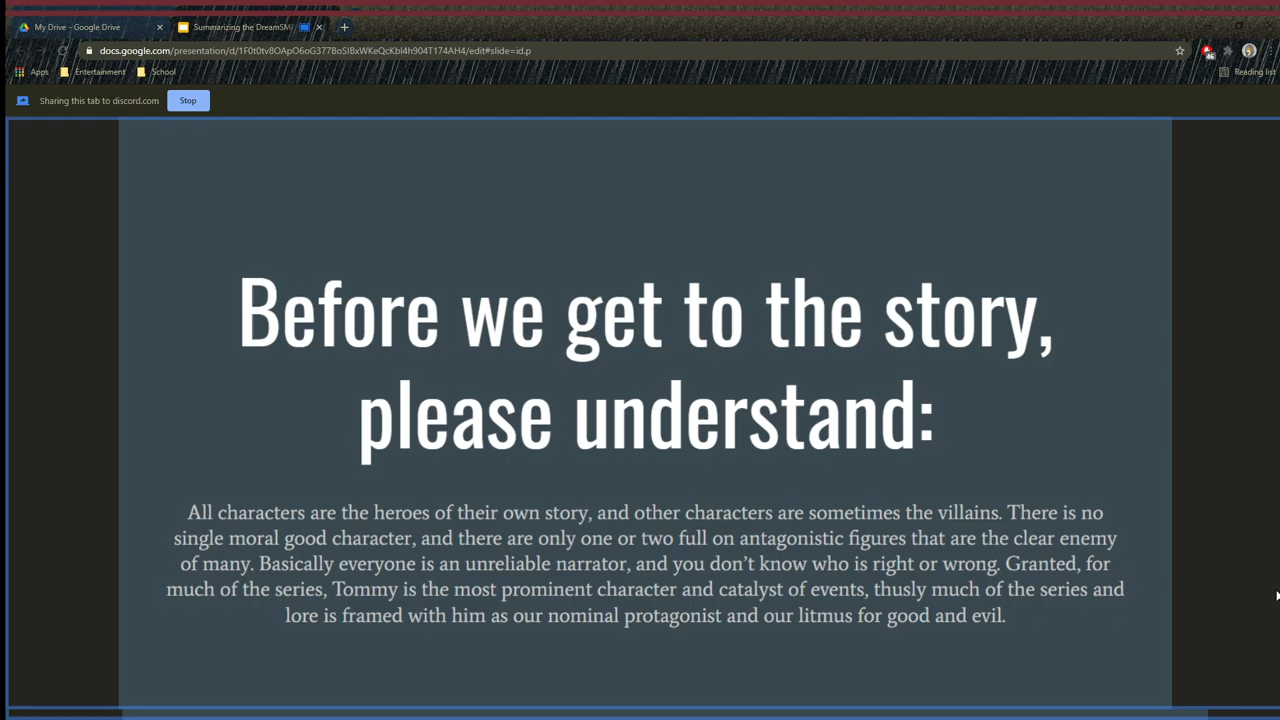 My Drive - Google Drive
Summarizing the DreamSM
docs.google.com/presentation/d/1F0t0tv8OApO6oG377BoSIBxWKeQcKbl4h904T174AH4/edit#slide=id.p
46
Apps
Entertainment
School
Reading list
Sharing this tab to discord.com
Stop
Before we get to the story,
please understand:
All characters are the heroes of their own story, and other characters are sometimes the villains. There is no
single moral good character, and there are only one or two full on antagonistic figures that are the clear enemy
of many. Basically everyone is an unreliable narrator, and you don't know who is right or wrong. Granted, for
much of the series, Tommy is the most prominent character and catalyst of events, thusly much of the series and
lore is framed with him as our nominal protagonist and our litmus for good and evil.